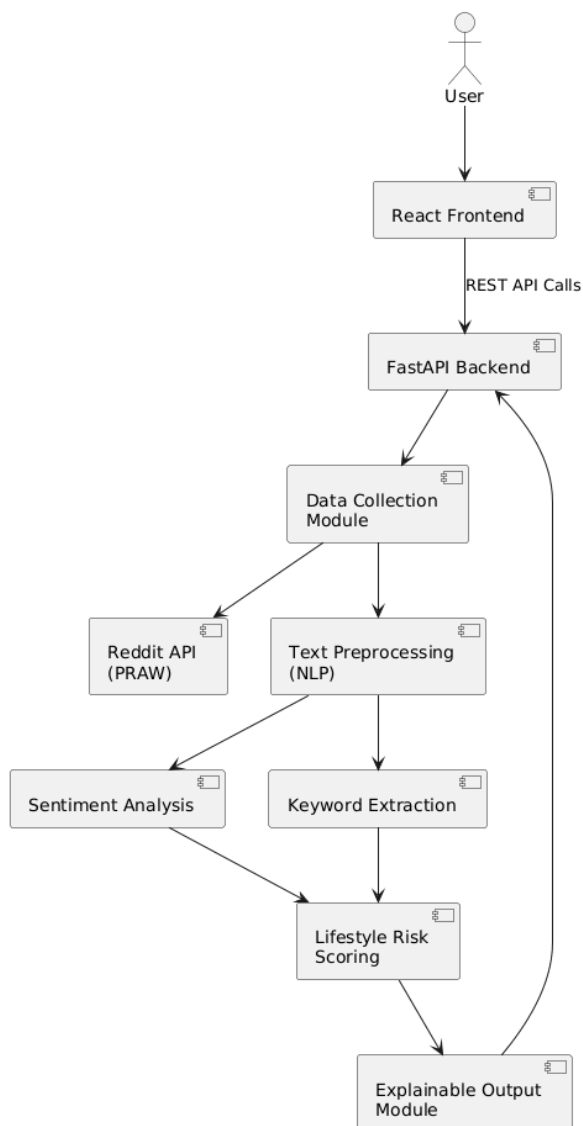 User
React Frontend
REST API Calls
FastAPI Backend
Data Collection
Module
Reddit API
(PRAW)
Text Preprocessing
(NLP)
Sentiment Analysis
Keyword Extraction
Lifestyle Risk
Scoring
Explainable Output
Module